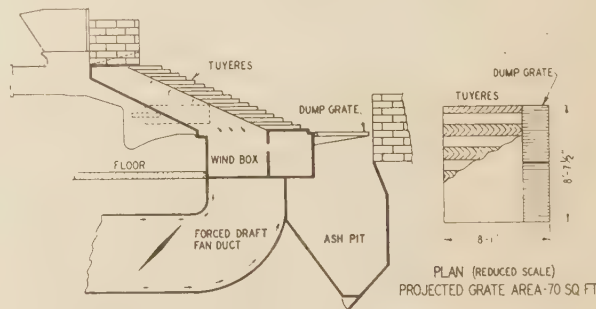 TUYÈRES
DUMP GRATE
FLOOR
WIND BOX
FORCED DRAFT
FAN DUCT
ASH PIT
DUMP GRATE
TUYERES
8'-7½"
8'-1"
PLAN (REDUCED SCALE)
PROJECTED GRATE AREA-70 SQ FT